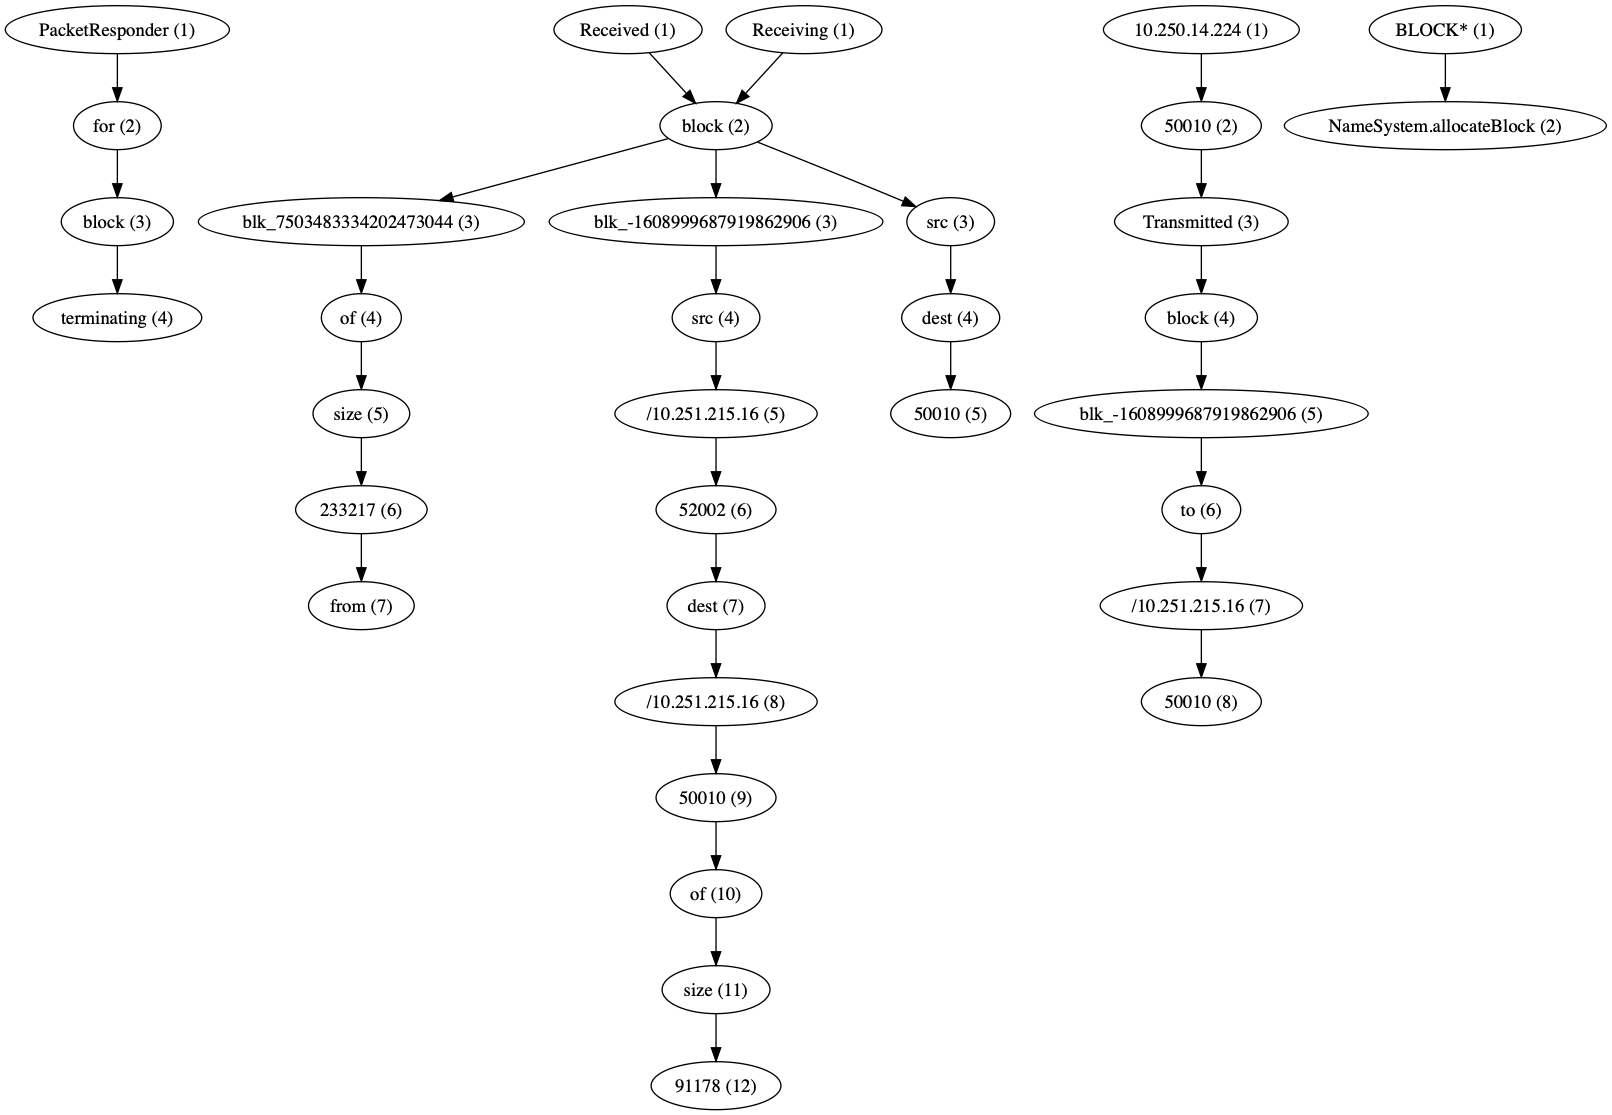 PacketResponder (1)
Received (1)
Receiving (1)
10.250.14.224 (1)
BLOCK* (1)
for (2)
block (2)
50010 (2)
NameSystem.allocateBlock (2)
block (3)
blk_7503483334202473044 (3)
blk_-1608999687919862906 (3)
src (3)
Transmitted (3)
terminating (4)
of (4)
src (4)
dest (4)
block (4)
size (5)
/10.251.215.16 (5)
50010 (5)
blk_-1608999687919862906 (5)
233217 (6)
52002 (6)
to (6)
from (7)
dest (7)
/10.251.215.16 (7)
/10.251.215.16 (8)
50010 (8)
50010 (9)
of (10)
size (11)
91178 (12)